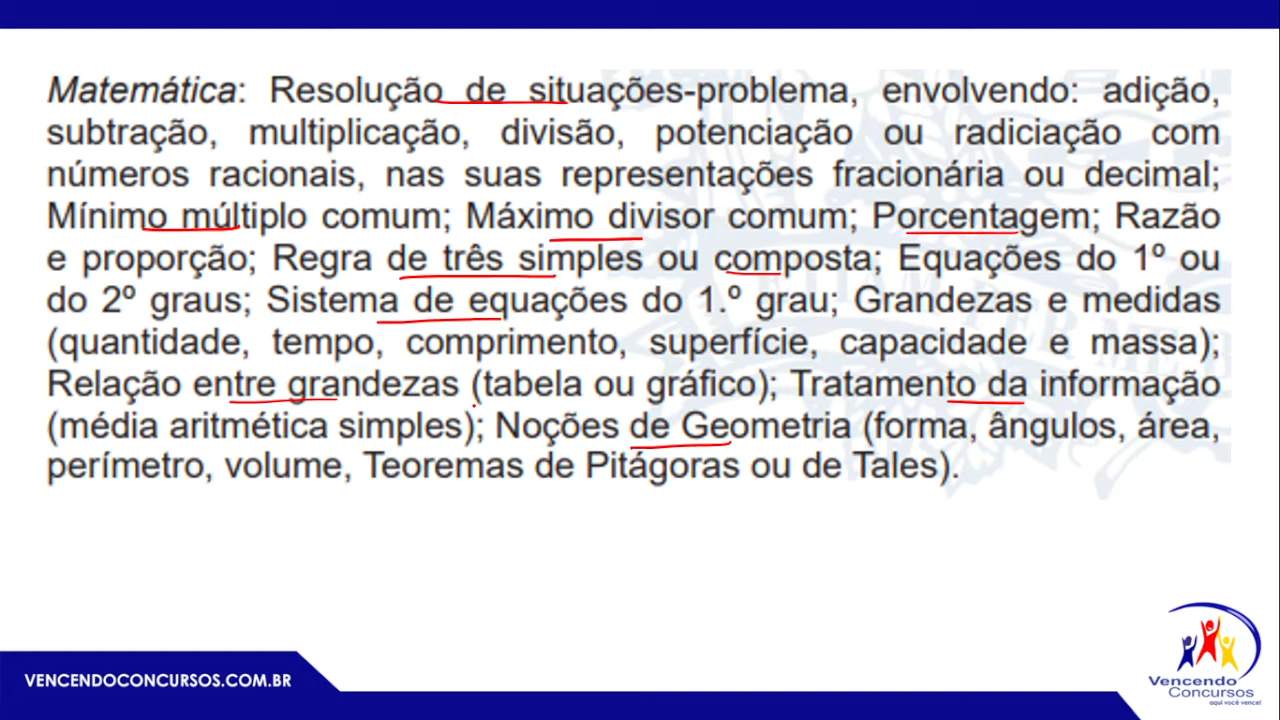 Matemática: Resolução de situações-problema, envolvendo: adição,
subtração, multiplicação, divisão, potenciação ou radiciação com
números racionais, nas suas representações fracionária ou decimal;
Mínimo múltiplo comum; Máximo divisor comum; Porcentagem; Razão
e proporção; Regra de três simples ou composta; Equações do 1º ou
do 2º graus; Sistema de equações do 1.º grau; Grandezas e medidas
(quantidade, tempo, comprimento, superfície, capacidade e massa);
Relação entre grandezas (tabela ou gráfico); Tratamento da informação
(média aritmética simples); Noções de Geometria (forma, ângulos, área,
perímetro, volume, Teoremas de Pitágoras ou de Tales).
VENCENDOCONCURSOS.COM.BR
Vencendo
Concursos
aqui você vence!